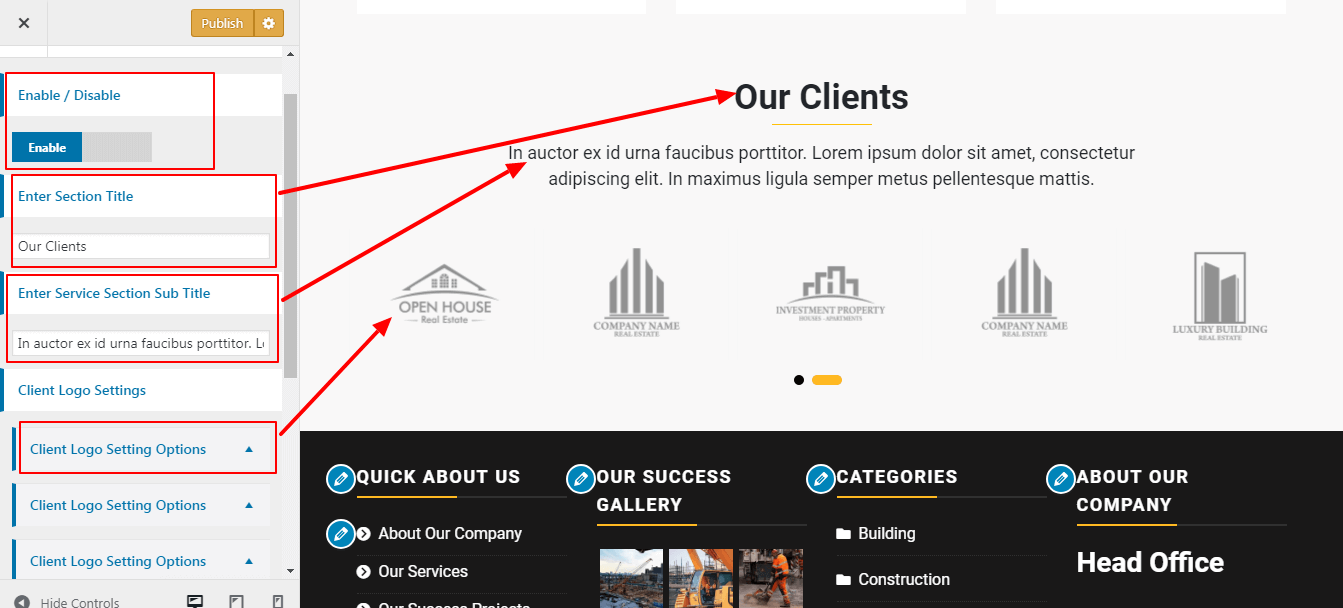 Publish
Enable / Disable
Enable
Enter Section Title
Our Clients
Enter Service Section Sub Title
In auctor ex id urna faucibus porttitor. Lo
Client Logo Settings
Client Logo Setting Options
Client Logo Setting Options
Client Logo Setting Options
Hide Controls
Our Clients
In auctor ex id urna faucibus porttitor. Lorem ipsum dolor sit amet, consectetur
adipiscing elit. In maximus ligula semper metus pellentesque mattis.
OPEN HOUSE
Real Estate
COMPANY NAME
REAL ESTATE
INVESTMENT PROPERTY
HOUSES - APARTMENTS
COMPANY NAME
REAL ESTATE
LUXURY BUILDING
REAL ESTATE
QUICK ABOUT US
About Our Company
Our Services
Our Success Projects
OUR SUCCESS
GALLERY
CATEGORIES
Building
Construction
ABOUT OUR
COMPANY
Head Office